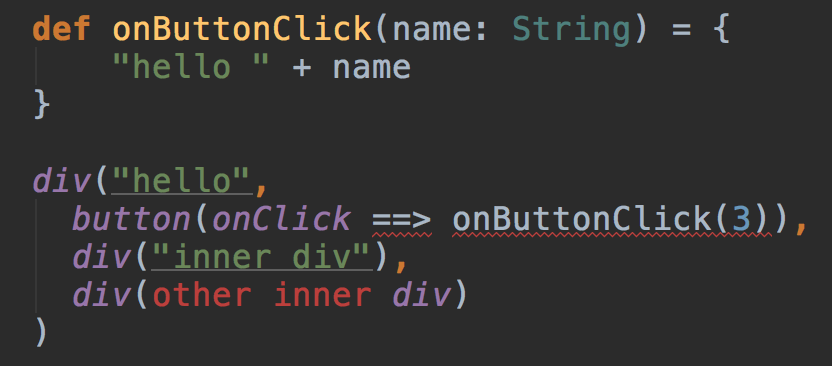 def onButtonClick(name: String) = {
    "hello " + name
}
div("hello",
  button(onClick ==> onButtonClick(3)),
  div("inner div"),
  div(other inner div)
)